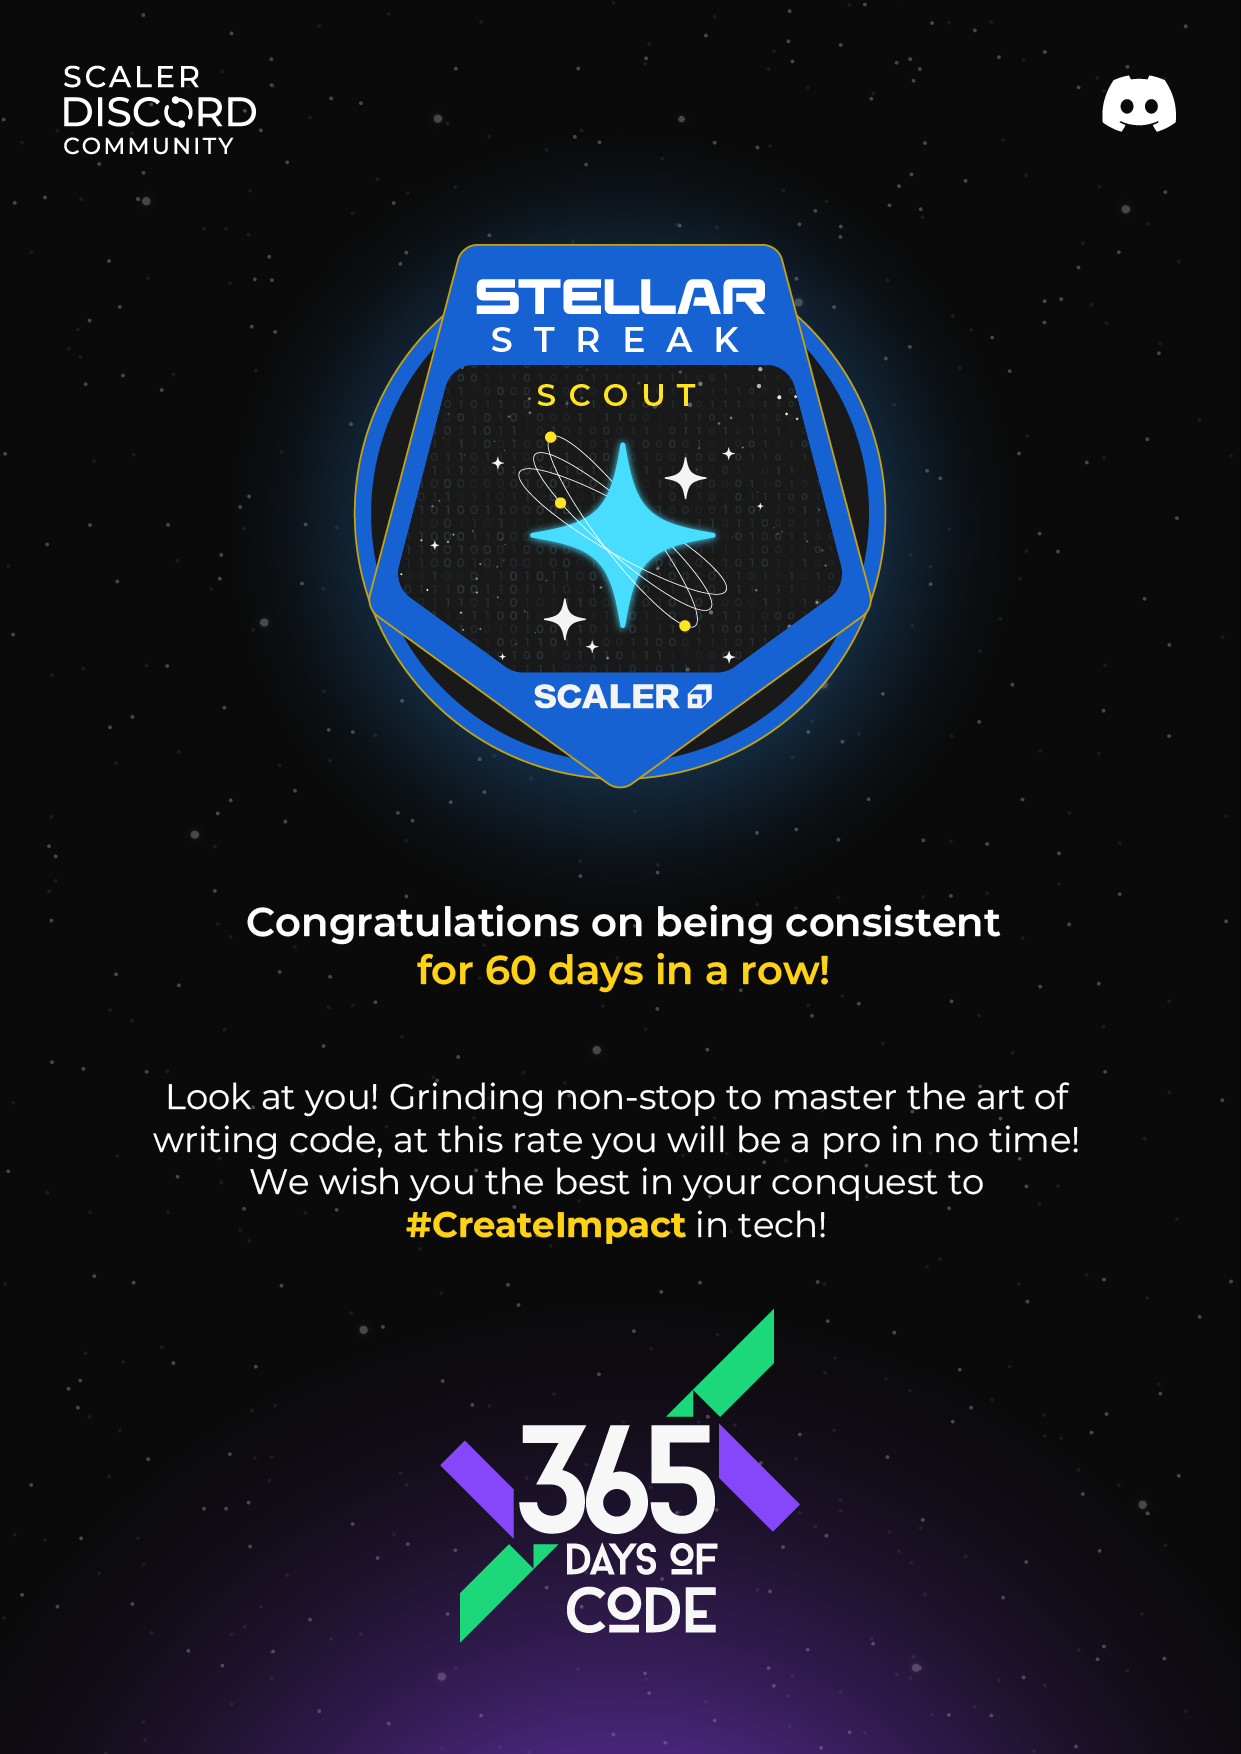 SCALER
DISCORD
COMMUNITY
STELLAR
STREAK
SCOUT
SCALER
Congratulations on being consistent
for 60 days in a row!
Look at you! Grinding non-stop to master the art of
writing code, at this rate you will be a pro in no time!
We wish you the best in your conquest to
#CreateImpact in tech!
365
DAYS OF
CODE